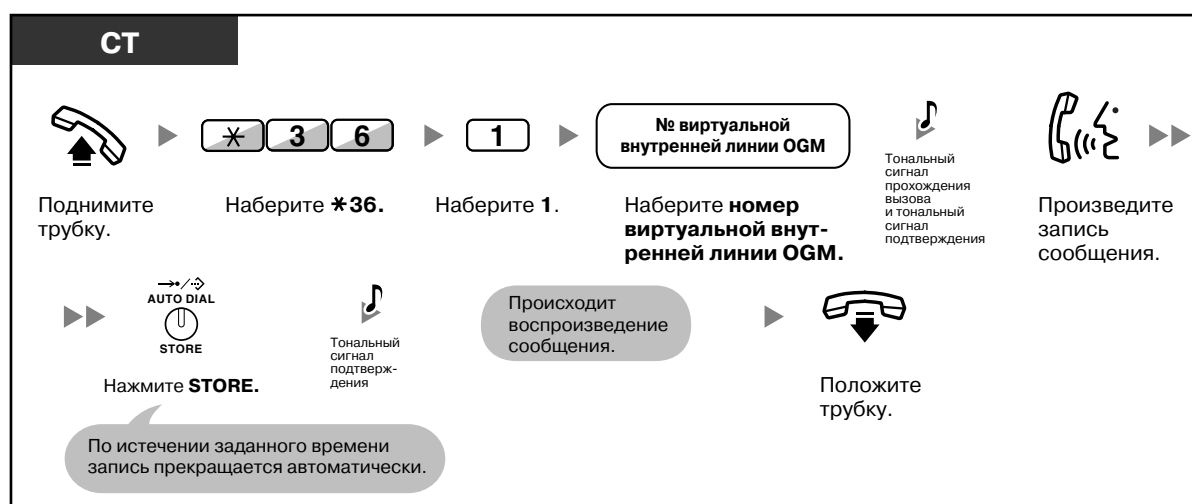 СТ
✳ 3 6
1
№ виртуальной
внутренней линии OGM
Тональный
сигнал
прохождения
вызова
и тональный
сигнал
подтверждения
Поднимите
трубку.
Наберите ✳36.
Наберите 1.
Наберите номер
виртуальной внут-
ренней линии OGM.
Произведите
запись
сообщения.
AUTO DIAL
STORE
Нажмите STORE.
Тональный
сигнал
подтверж-
дения
Происходит
воспроизведение
сообщения.
Положите
трубку.
По истечении заданного времени
запись прекращается автоматически.